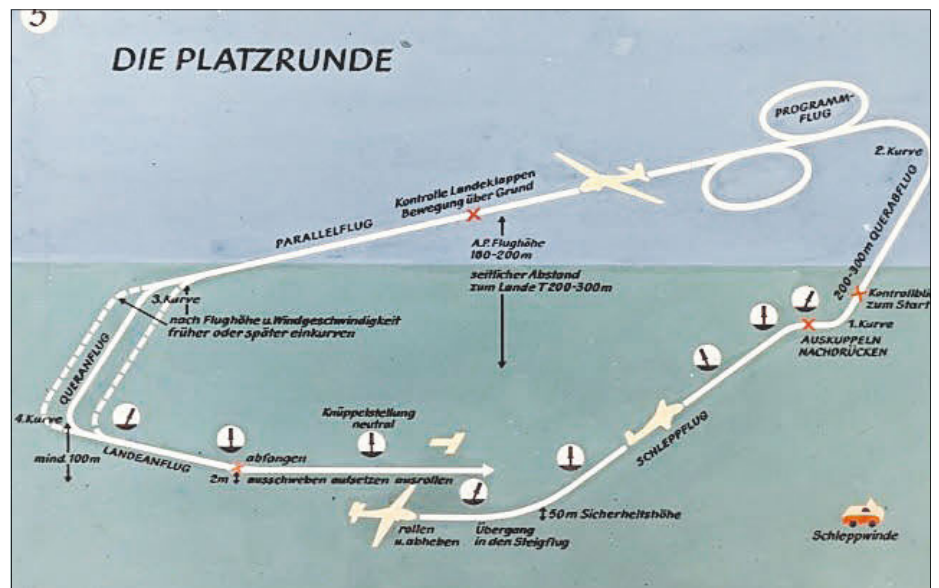 5
DIE PLATZRUNDE
PROGRAMM-
FLUG
2. Kurve
Kontrolle Landeklappen
Bewegung über Grund
PARALLELFLUG
A.P. Flughöhe
180-200m
200-300m QUERABFLUG
seitlicher Abstand
zum Lande T 200-300m
3. Kurve
nach Flughöhe u. Windgeschwindigkeit
früher oder später einkurven
Kontrollbli
zum Start
1. Kurve
AUSKUPPELN
NACHDRÜCKEN
QUERANFLUG
4. Kurve
mind. 100m
LANDEANFLUG
Knüppelstellung
neutral
SCHLEPPFLUG
abfangen
2m ausschweben aufsetzen ausrollen
50m Sicherheitshöhe
rollen
u. abheben
Übergang
in den Steigflug
Schleppwinde